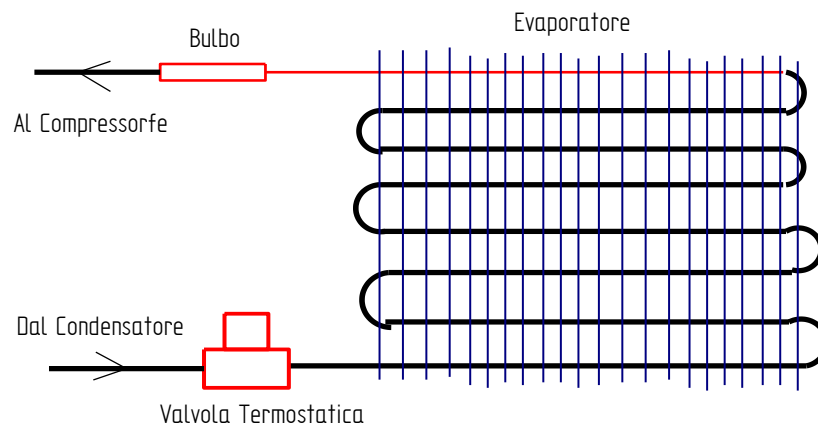 Evaporatore
Bulbo
Al Compressorfe
Dal Condensatore
Valvola Termostatica